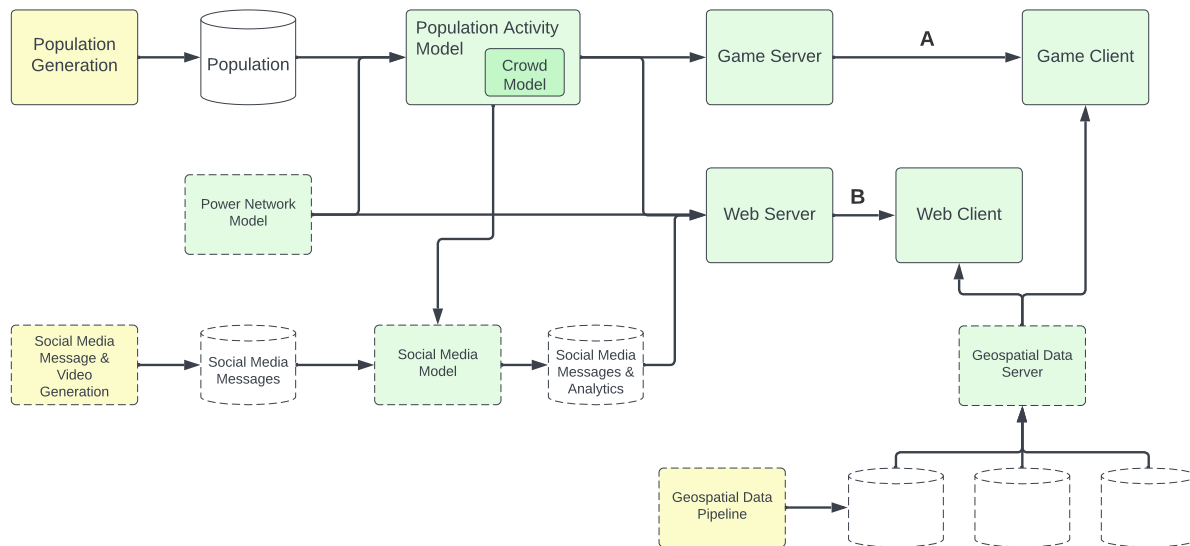 Population
Generation
Population
Population Activity
Model
Crowd
Model
Game Server
A
Game Client
Power Network
Model
Web Server
B
Web Client
Social Media
Message &
Video
Generation
Social Media
Messages
Social Media
Model
Social Media
Messages &
Analytics
Geospatial Data
Server
Geospatial Data
Pipeline